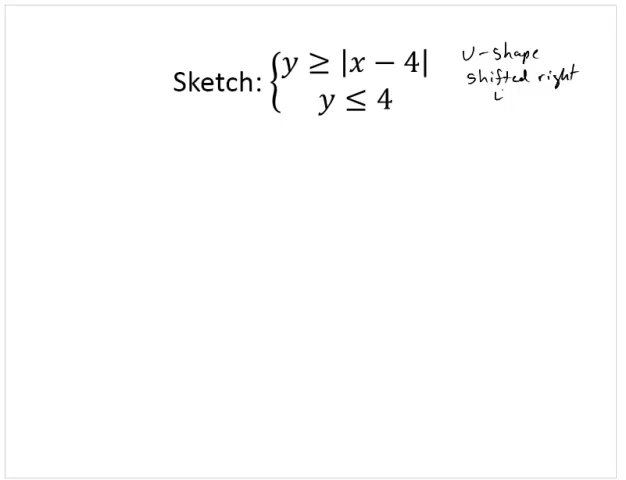 Sketch: { y ≥ |x − 4|
y ≤ 4
U-shape
shifted right